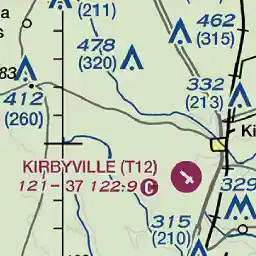 a
(211)
s
462
(315)
478
(320)
83
412
(260)
332
(213)
Ki
KIRBYVILLE (T12)
121 – 37 122.9 C
329
315
(210)